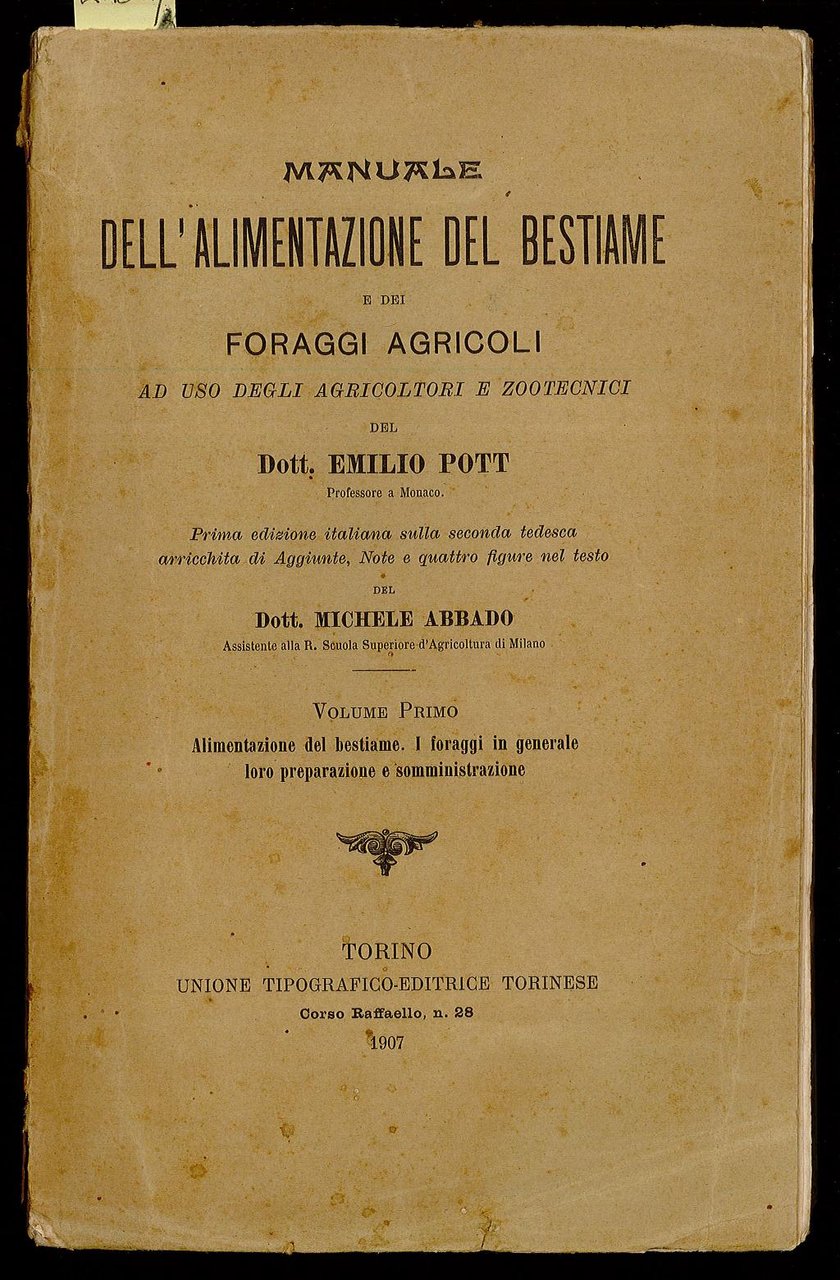 MANUALE
DELL'ALIMENTAZIONE DEL BESTIAME
E DEI
FORAGGI AGRICOLI
AD USO DEGLI AGRICOLTORI E ZOOTECNICI
DEL
Dott. EMILIO POTT
Professore a Monaco.
Prima edizione italiana sulla seconda tedesca
arricchita di Aggiunte, Note e quattro figure nel testo
DEL
Dott. MICHELE ABBADO
Assistente alla R. Scuola Superiore d'Agricoltura di Milano
VOLUME PRIMO
Alimentazione del bestiame. I foraggi in generale
loro preparazione e somministrazione
TORINO
UNIONE TIPOGRAFICO-EDITRICE TORINESE
Corso Raffaello, n. 28
1907